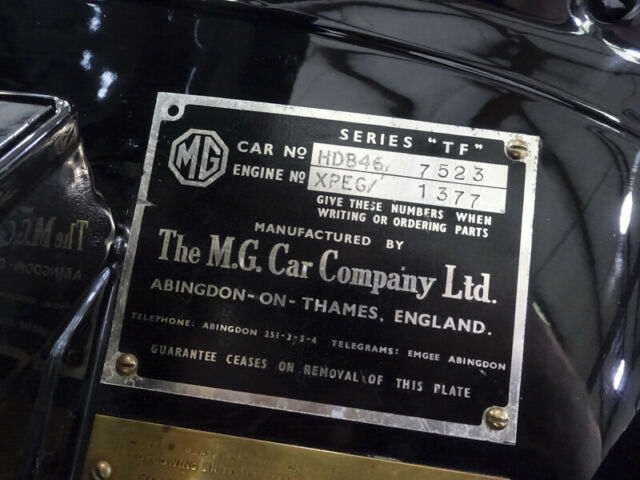 SERIES "TF"
MG
CAR No HDB46/ 7523
ENGINE No XPEG/ 1377
GIVE THESE NUMBERS WHEN
WRITING OR ORDERING PARTS
MANUFACTURED BY
The M.G. Car Company Ltd.
ABINGDON-ON-THAMES, ENGLAND.
TELEPHONE: ABINGDON 251-2-3-4 TELEGRAMS: EMGEE ABINGDON
GUARANTEE CEASES ON REMOVAL OF THIS PLATE